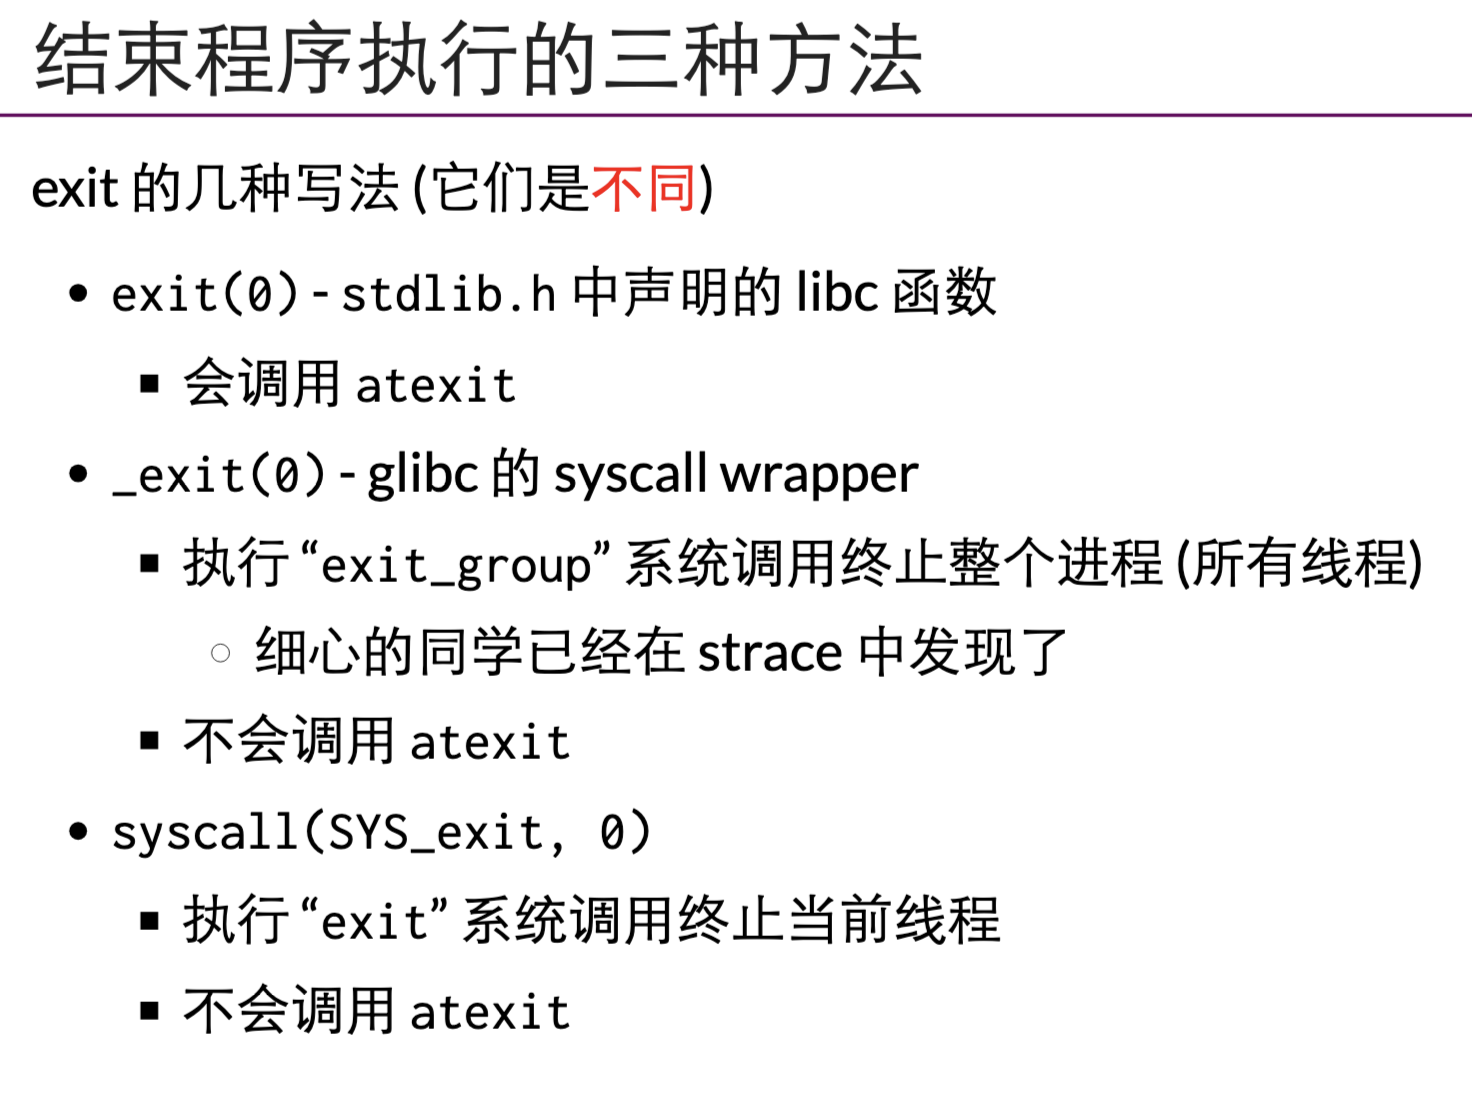 结束程序执行的三种方法
exit 的几种写法 (它们是不同)
• exit(0) - stdlib.h 中声明的 libc 函数
▪ 会调用 atexit
• _exit(0) - glibc 的 syscall wrapper
▪ 执行 “exit_group” 系统调用终止整个进程 (所有线程)
◦ 细心的同学已经在 strace 中发现了
▪ 不会调用 atexit
• syscall(SYS_exit, 0)
▪ 执行 “exit” 系统调用终止当前线程
▪ 不会调用 atexit